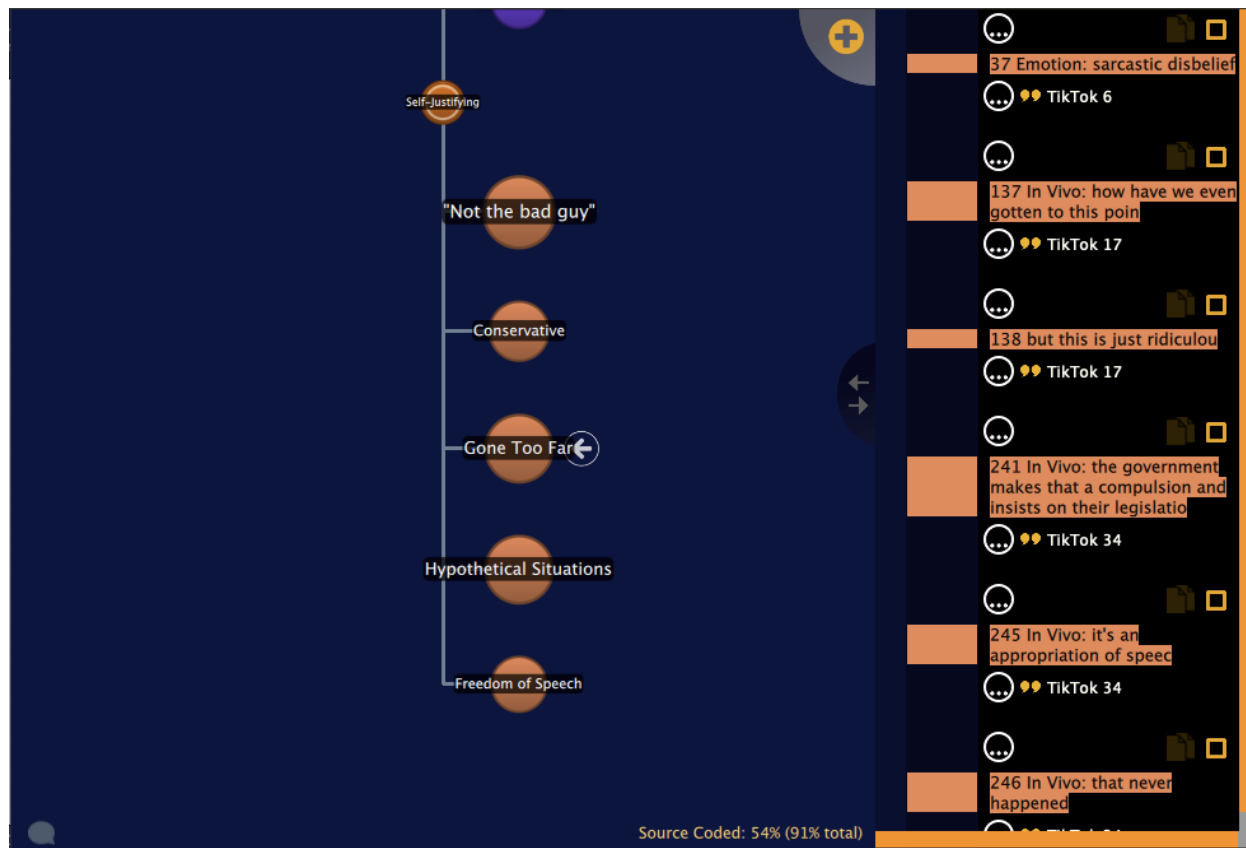 Self-Justifying
"Not the bad guy"
Conservative
Gone Too Far
Hypothetical Situations
Freedom of Speech
Source Coded: 54% (91% total)
37 Emotion: sarcastic disbelief
TikTok 6
137 In Vivo: how have we even
gotten to this poin
TikTok 17
138 but this is just ridiculou
TikTok 17
241 In Vivo: the government
makes that a compulsion and
insists on their legislatio
TikTok 34
245 In Vivo: it's an
appropriation of speec
TikTok 34
246 In Vivo: that never
happened